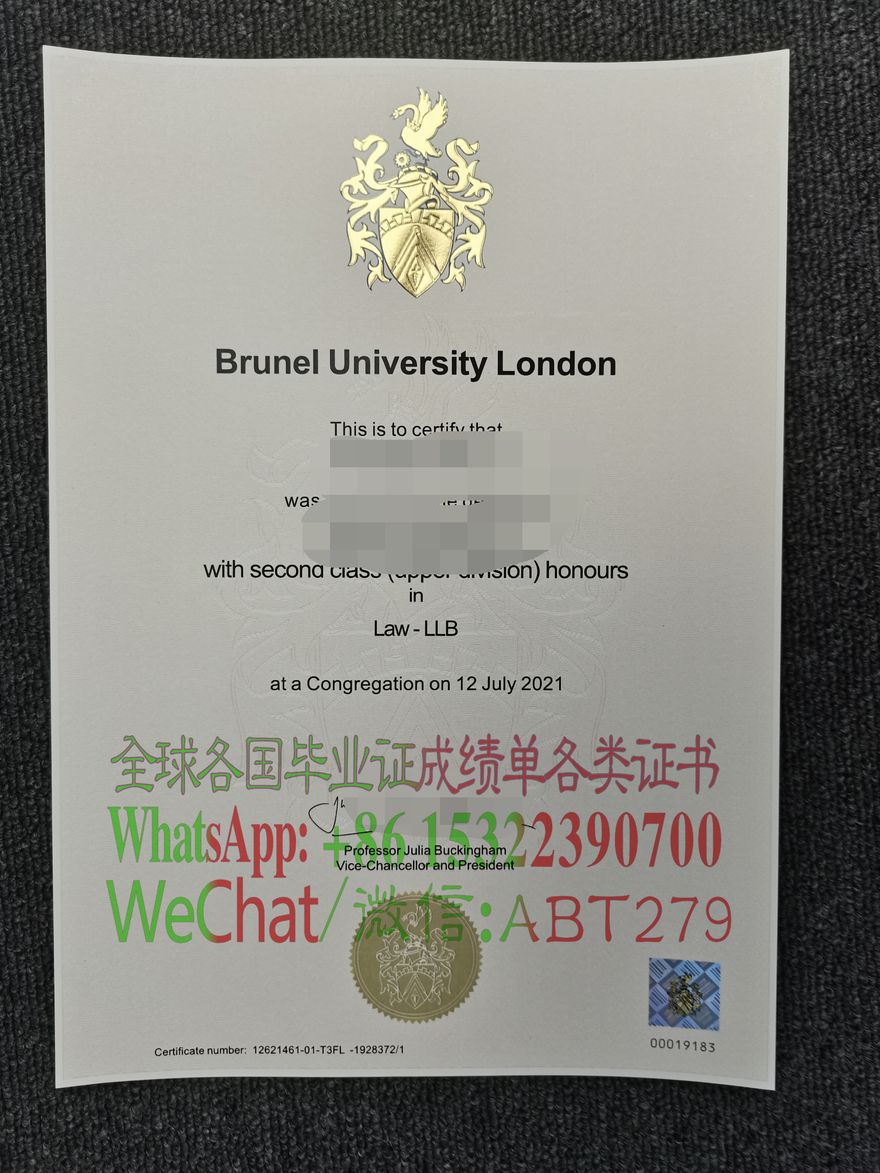 Brunel University London
This is to certify that
was
with second class (upper division) honours
in
Law - LLB
at a Congregation on 12 July 2021
全球各国毕业证成绩单各类证书
WhatsApp: +86 15322390700
Professor Julia Buckingham
Vice-Chancellor and President
WeChat/微信:ABT279
00019183
Certificate number: 12621461-01-T3FL -1928372/1